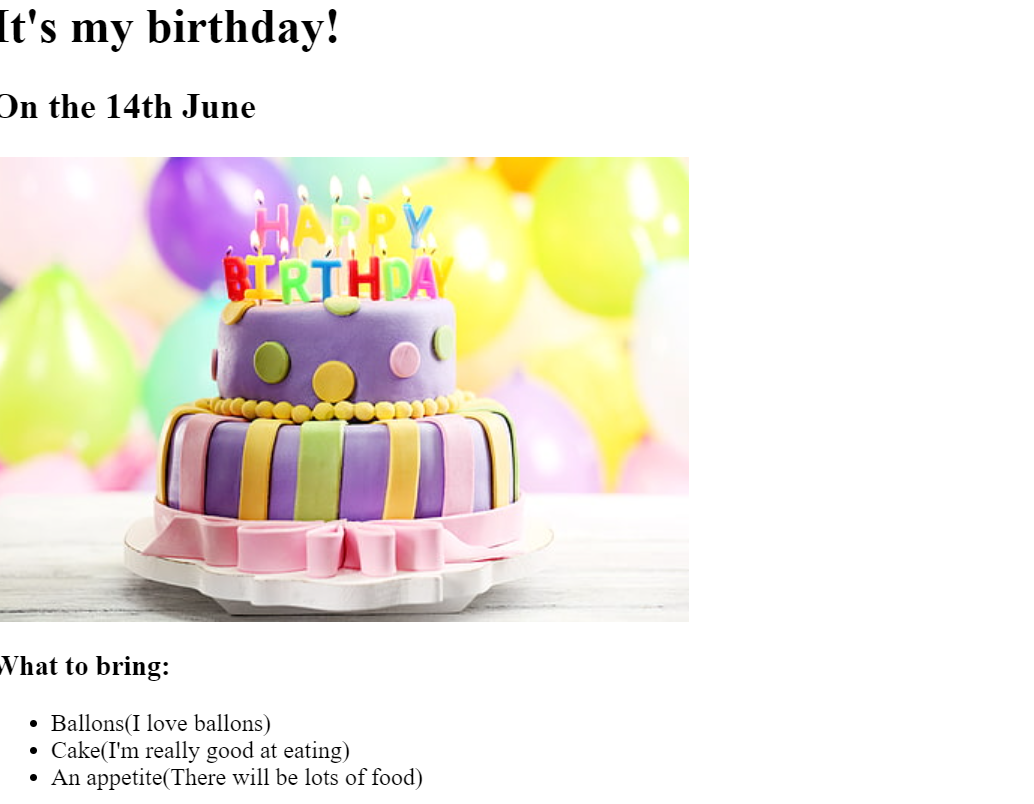 It's my birthday!
On the 14th June
HAPPY
BIRTHDAY
What to bring:
Ballons(I love ballons)
Cake(I'm really good at eating)
An appetite(There will be lots of food)